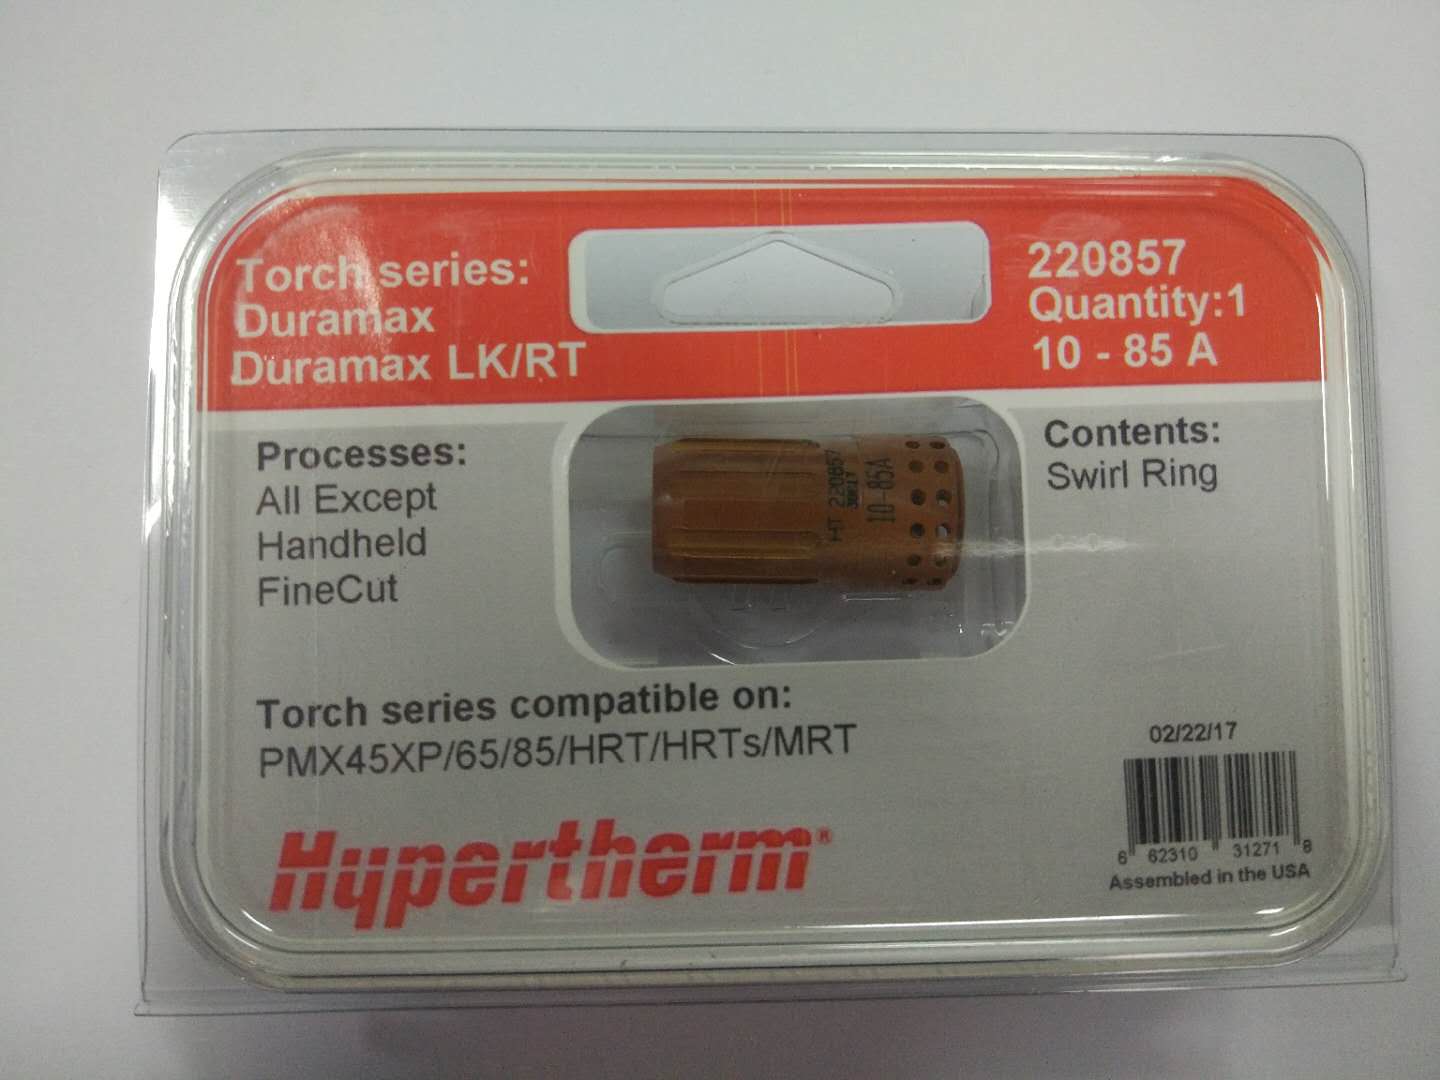 Torch series:
Duramax
Duramax LK/RT
220857
Quantity:1
10 - 85 A
Processes:
All Except
Handheld
FineCut
HT 220857
10-85A
Contents:
Swirl Ring
Torch series compatible on:
PMX45XP/65/85/HRT/HRTs/MRT
Hypertherm®
02/22/17
6 62310 31271 8
Assembled in the USA